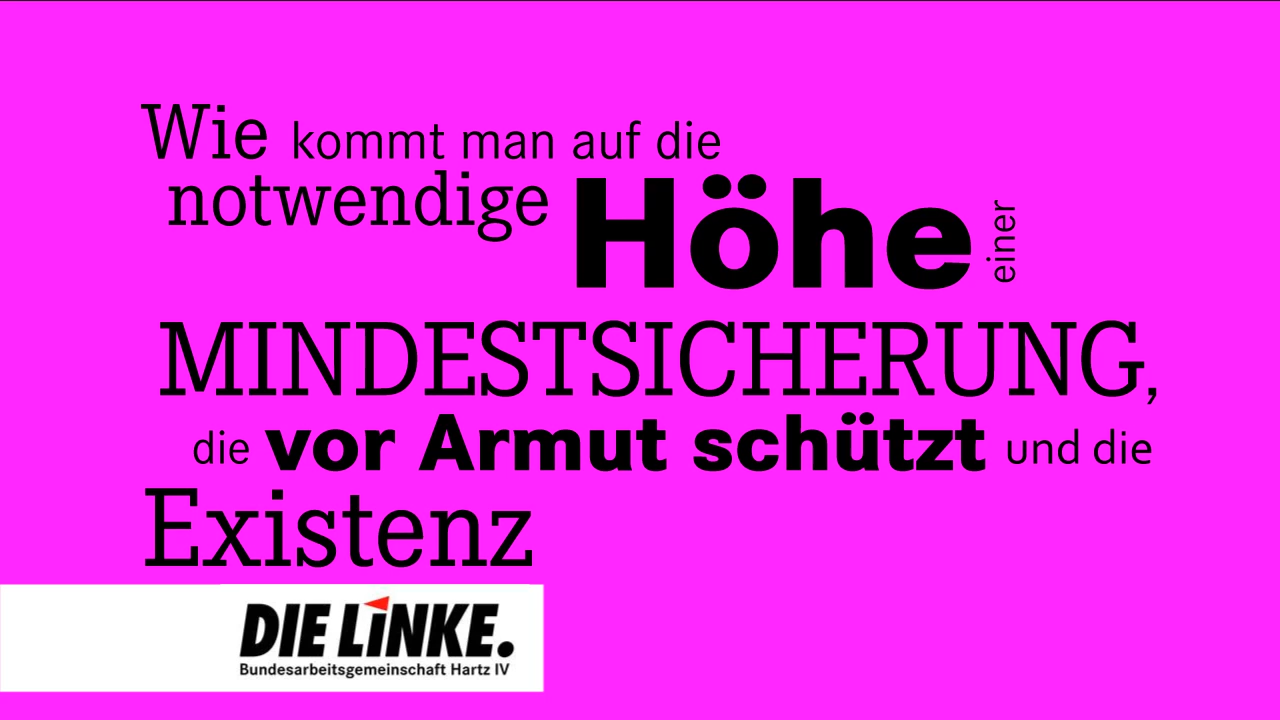 Wie kommt man auf die
notwendige Höhe einer
MINDESTSICHERUNG,
die vor Armut schützt und die
Existenz
DIE LINKE.
Bundesarbeitsgemeinschaft Hartz IV